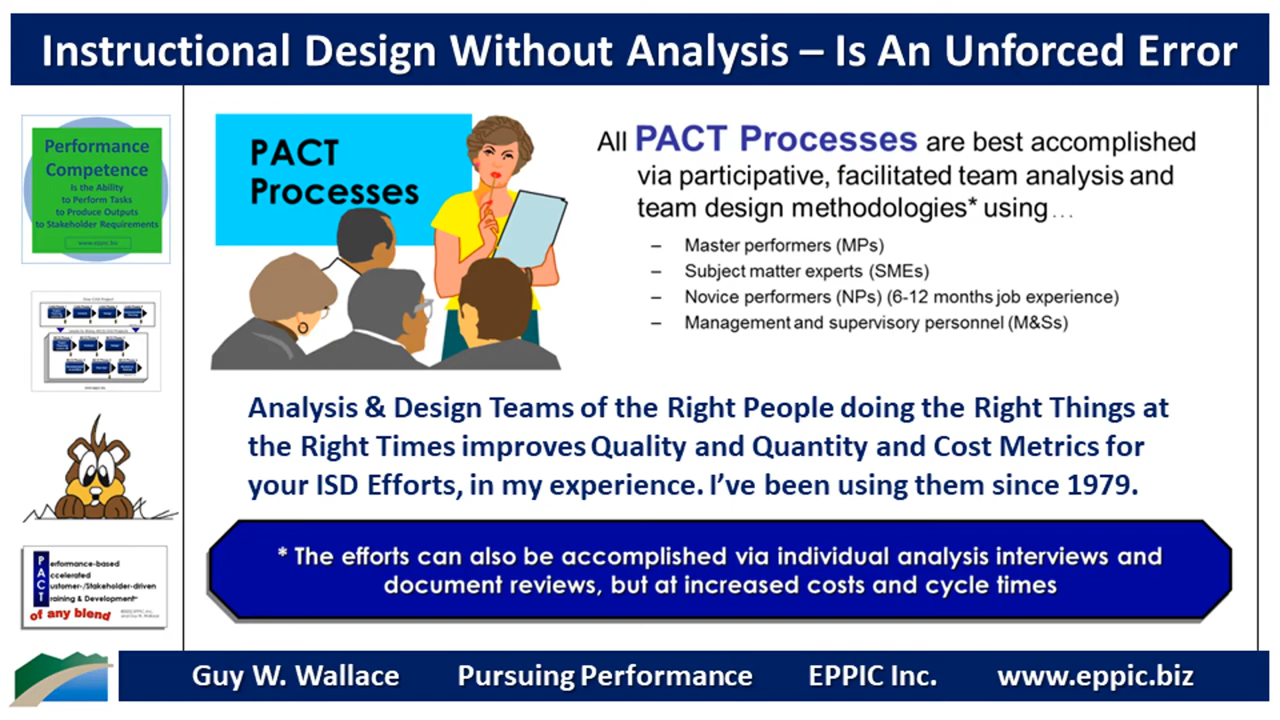 Instructional Design Without Analysis – Is An Unforced Error
Performance
Competence
Is the Ability
to Perform Tasks
to Produce Outputs
to Stakeholder Requirements
www.eppic.biz
PACT
Processes
All PACT Processes are best accomplished
via participative, facilitated team analysis and
team design methodologies* using…
– Master performers (MPs)
– Subject matter experts (SMEs)
– Novice performers (NPs) (6-12 months job experience)
– Management and supervisory personnel (M&Ss)
Analysis & Design Teams of the Right People doing the Right Things at
the Right Times improves Quality and Quantity and Cost Metrics for
your ISD Efforts, in my experience. I've been using them since 1979.
* The efforts can also be accomplished via individual analysis interviews and
document reviews, but at increased costs and cycle times
Performance-based
Accelerated
Customer-/Stakeholder-driven
Training & Development
of any blend
Guy W. Wallace Pursuing Performance EPPIC Inc. www.eppic.biz